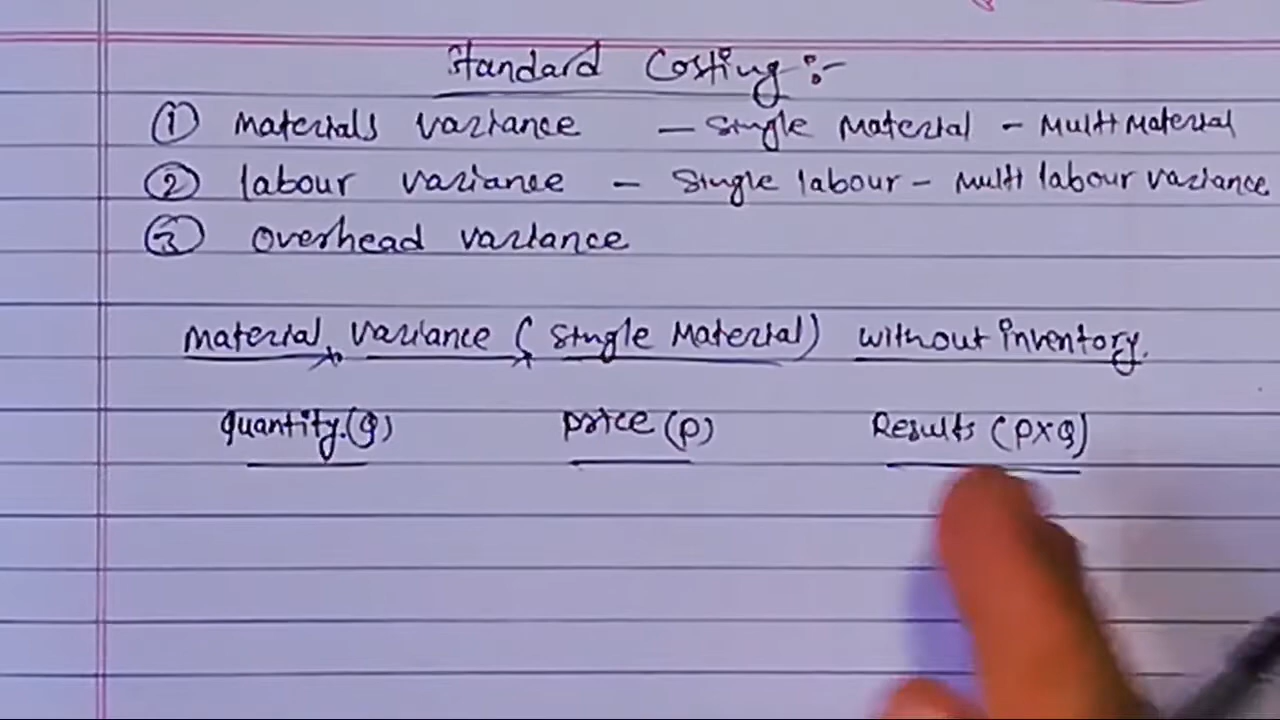 Standard Costing :-
① Materials variance — Single Material - Multi Material
② labour variance - Single labour - Multi labour variance
③ overhead variance
Material variance (Single Material) without inventory.
quantity.(Q) price (P) Results (P×Q)